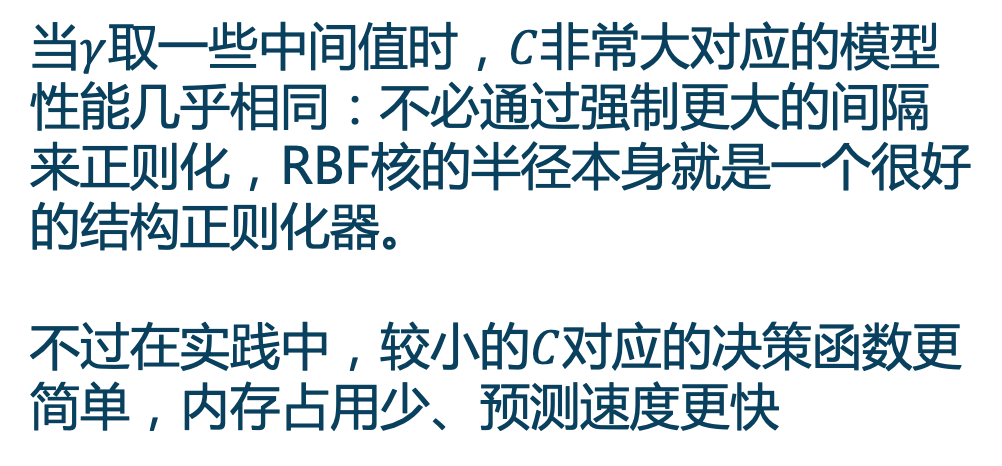 当γ取一些中间值时，C非常大对应的模型
性能几乎相同：不必通过强制更大的间隔
来正则化，RBF核的半径本身就是一个很好
的结构正则化器。
不过在实践中，较小的C对应的决策函数更
简单，内存占用少、预测速度更快